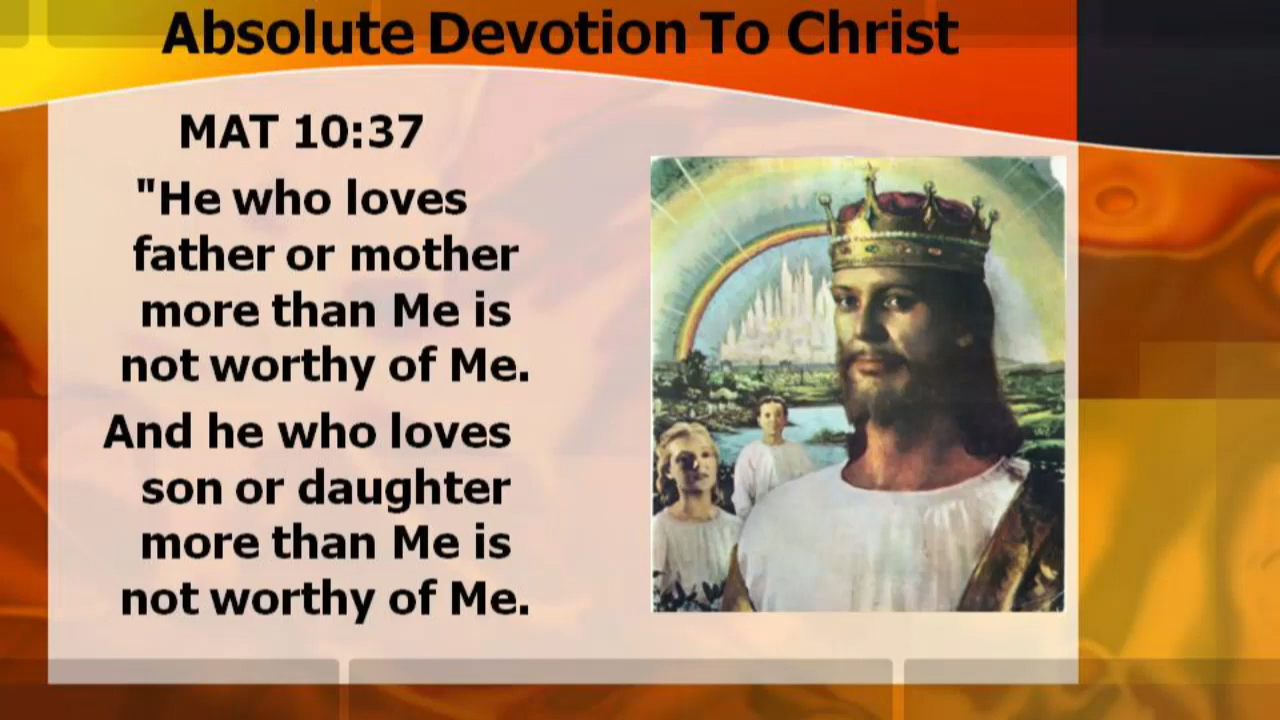 Absolute Devotion To Christ
MAT 10:37
"He who loves
father or mother
more than Me is
not worthy of Me.
And he who loves
son or daughter
more than Me is
not worthy of Me.